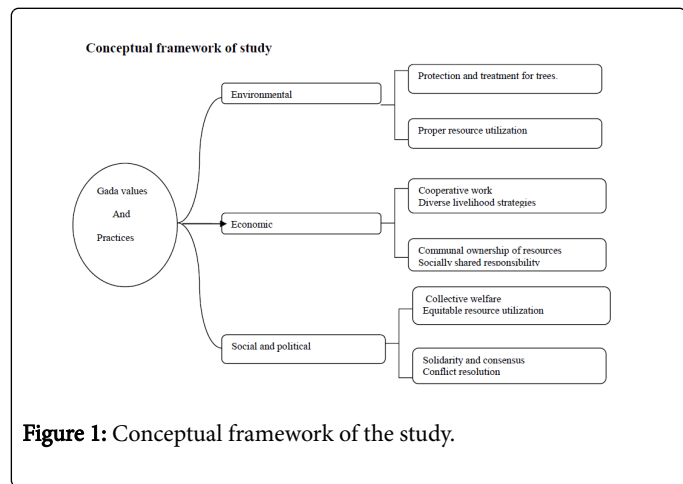 Conceptual framework of study
Environmental
Protection and treatment for trees.
Proper resource utilization
Gada values
And
Practices
Economic
Cooperative work
Diverse livelihood strategies
Communal ownership of resources
Socially shared responsibility
Social and political
Collective welfare
Equitable resource utilization
Solidarity and consensus
Conflict resolution
Figure 1: Conceptual framework of the study.